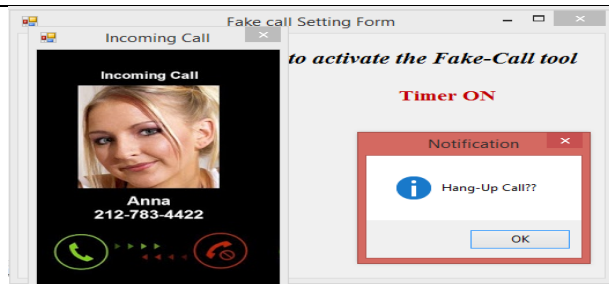 Fake call Setting Form
Incoming Call
to activate the Fake-Call tool
Incoming Call
Timer ON
Notification
Hang-Up Call??
Anna
212-783-4422
OK